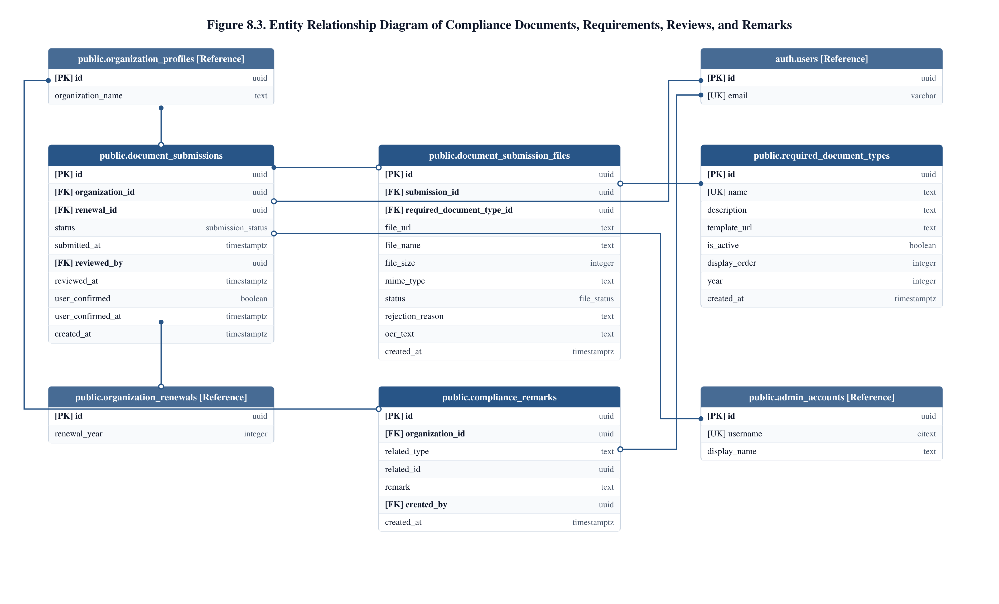 Figure 8.3. Entity Relationship Diagram of Compliance Documents, Requirements, Reviews, and Remarks
public.organization_profiles [Reference]
[PK] id uuid
organization_name text
auth.users [Reference]
[PK] id uuid
[UK] email varchar
public.document_submissions
[PK] id uuid
[FK] organization_id uuid
[FK] renewal_id uuid
status submission_status
submitted_at timestamptz
[FK] reviewed_by uuid
reviewed_at timestamptz
user_confirmed boolean
user_confirmed_at timestamptz
created_at timestamptz
public.document_submission_files
[PK] id uuid
[FK] submission_id uuid
[FK] required_document_type_id uuid
file_url text
file_name text
file_size integer
mime_type text
status file_status
rejection_reason text
ocr_text text
created_at timestamptz
public.required_document_types
[PK] id uuid
[UK] name text
description text
template_url text
is_active boolean
display_order integer
year integer
created_at timestamptz
public.organization_renewals [Reference]
[PK] id uuid
renewal_year integer
public.compliance_remarks
[PK] id uuid
[FK] organization_id uuid
related_type text
related_id uuid
remark text
[FK] created_by uuid
created_at timestamptz
public.admin_accounts [Reference]
[PK] id uuid
[UK] username citext
display_name text